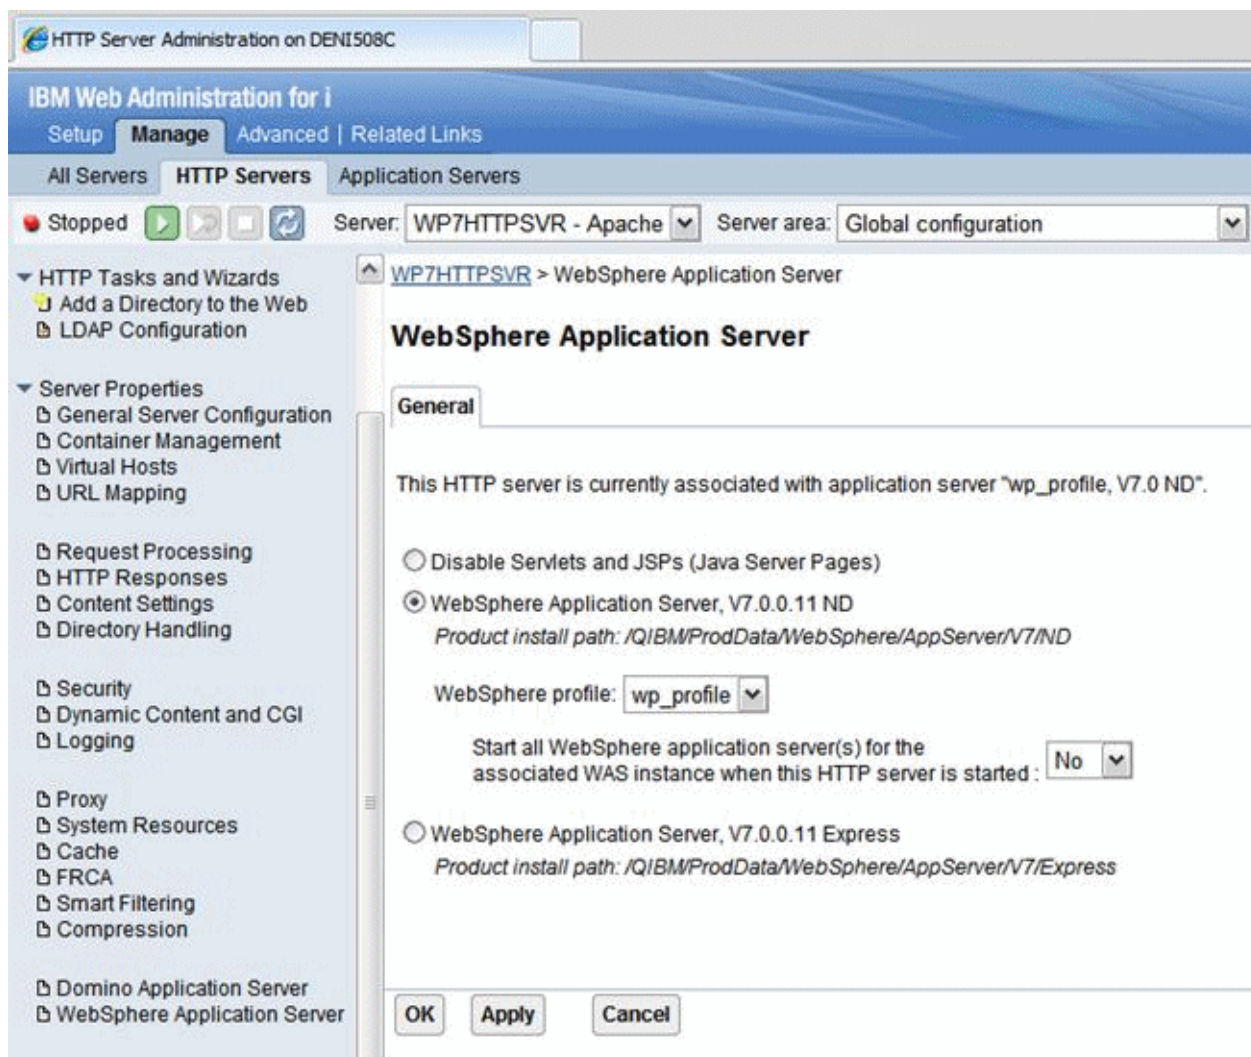 HTTP Server Administration on DENI508C
IBM Web Administration for i
Setup Manage Advanced | Related Links
All Servers HTTP Servers Application Servers
Stopped Server: WP7HTTPSVR - Apache Server area: Global configuration
HTTP Tasks and Wizards
Add a Directory to the Web
LDAP Configuration
Server Properties
General Server Configuration
Container Management
Virtual Hosts
URL Mapping
Request Processing
HTTP Responses
Content Settings
Directory Handling
Security
Dynamic Content and CGI
Logging
Proxy
System Resources
Cache
FRCA
Smart Filtering
Compression
Domino Application Server
WebSphere Application Server
WP7HTTPSVR > WebSphere Application Server
WebSphere Application Server
General
This HTTP server is currently associated with application server "wp_profile, V7.0 ND".
Disable Servlets and JSPs (Java Server Pages)
WebSphere Application Server, V7.0.0.11 ND
Product install path: /QIBM/ProdData/WebSphere/AppServer/V7/ND
WebSphere profile: wp_profile
Start all WebSphere application server(s) for the
associated WAS instance when this HTTP server is started : No
WebSphere Application Server, V7.0.0.11 Express
Product install path: /QIBM/ProdData/WebSphere/AppServer/V7/Express
OK Apply Cancel